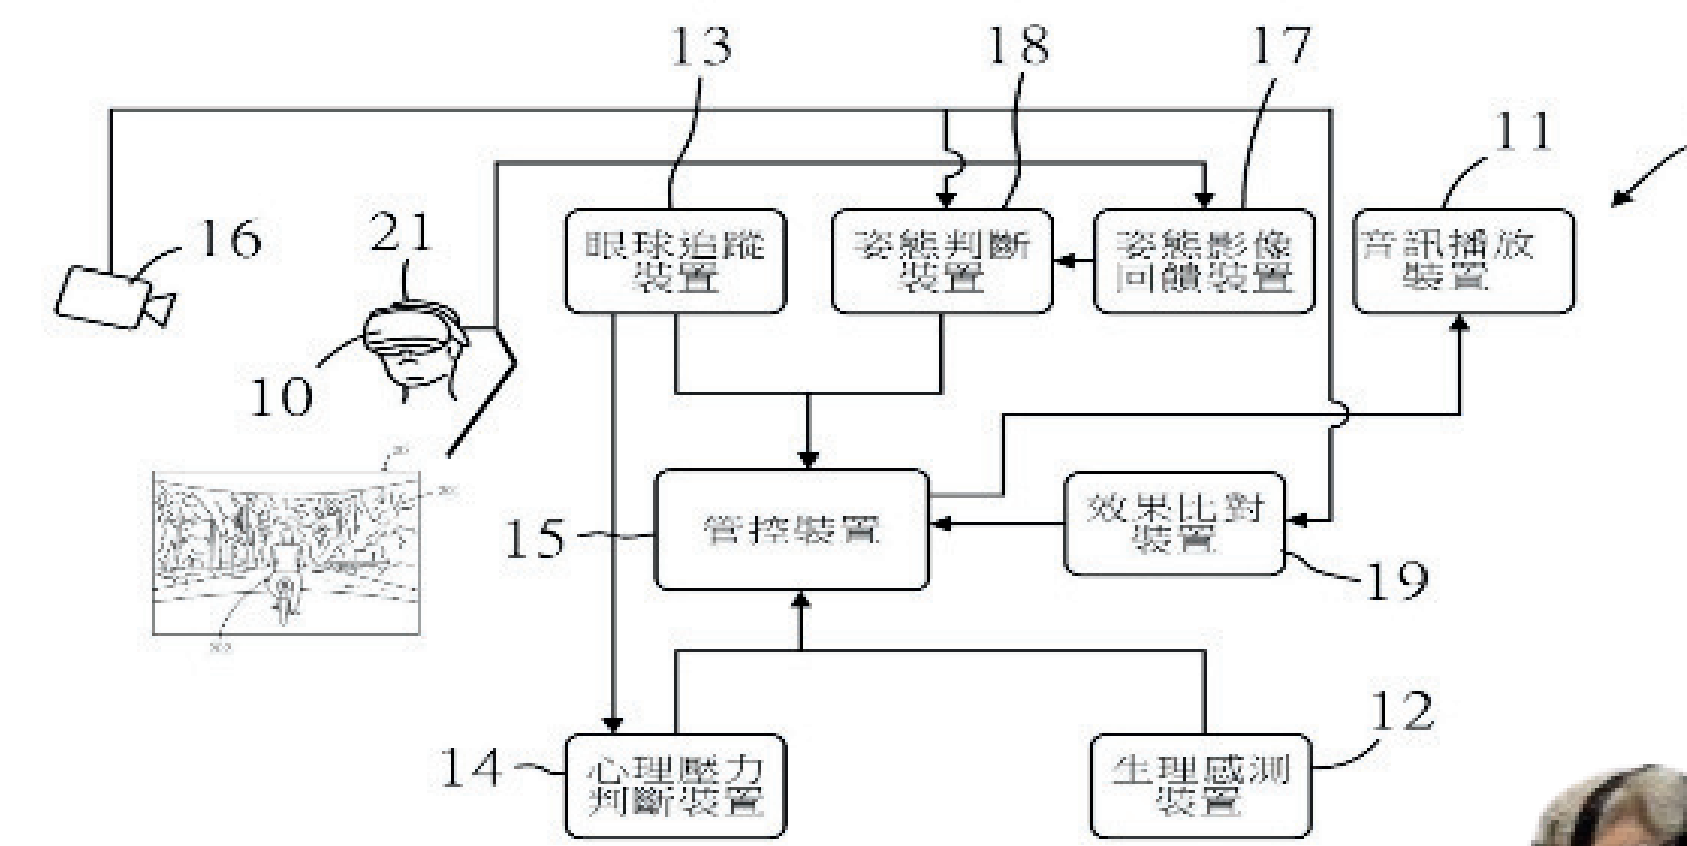 13
18
17
11
16
21
眼球追蹤
裝置
姿態判斷
裝置
姿態影像
回饋裝置
音訊播放
裝置
10
15
管控裝置
效果比對
裝置
19
12
14
心理壓力
判斷裝置
生理感測
裝置